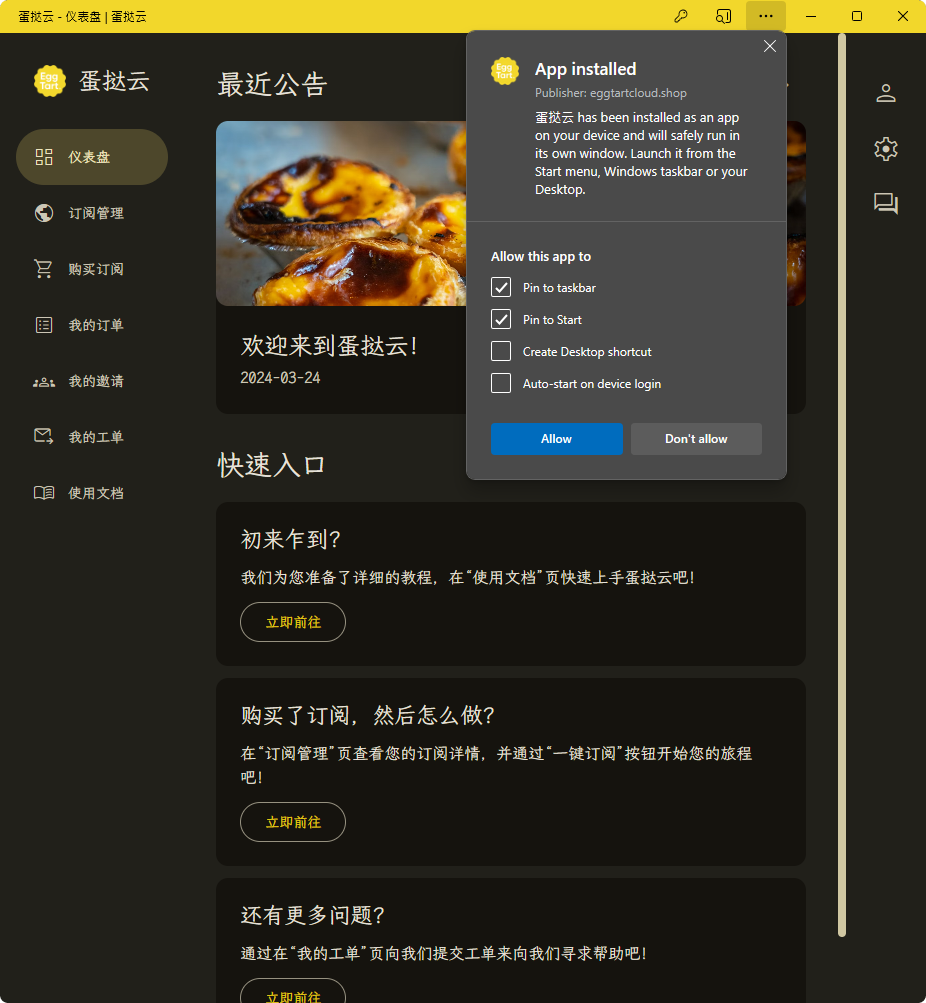 蛋挞云 - 仪表盘 | 蛋挞云
Egg
Tart
蛋挞云
仪表盘
订阅管理
购买订阅
我的订单
我的邀请
我的工单
使用文档
最近公告
欢迎来到蛋挞云！
2024-03-24
Egg
Tart
App installed
Publisher: eggtartcloud.shop
蛋挞云 has been installed as an app
on your device and will safely run in
its own window. Launch it from the
Start menu, Windows taskbar or your
Desktop.
Allow this app to
Pin to taskbar
Pin to Start
Create Desktop shortcut
Auto-start on device login
Allow
Don't allow
快速入口
初来乍到？
我们为您准备了详细的教程，在“使用文档”页快速上手蛋挞云吧！
立即前往
购买了订阅，然后怎么做？
在“订阅管理”页查看您的订阅详情，并通过“一键订阅”按钮开始您的旅程
吧！
立即前往
还有更多问题？
通过在“我的工单”页向我们提交工单来向我们寻求帮助吧！
立即前往